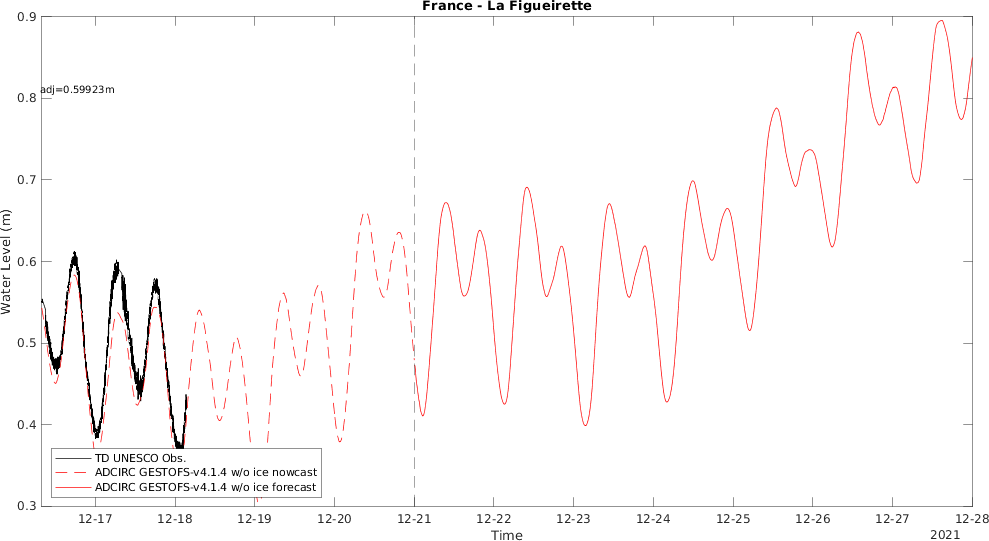 France - La Figueirette
adj=0.59923m
Water Level (m)
0.9
0.8
0.7
0.6
0.5
0.4
0.3
TD UNESCO Obs.
ADCIRC GESTOFS-v4.1.4 w/o ice nowcast
ADCIRC GESTOFS-v4.1.4 w/o ice forecast
12-17 12-18 12-19 12-20 12-21 12-22 12-23 12-24 12-25 12-26 12-27 12-28
Time
2021